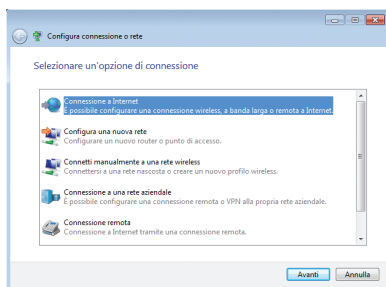 Configura connessione o rete
Selezionare un'opzione di connessione
Connessione a Internet
È possibile configurare una connessione wireless, a banda larga o remota a Internet.
Configura una nuova rete
Configurare un nuovo router o punto di accesso.
Connetti manualmente a una rete wireless
Connettersi a una rete nascosta o creare un nuovo profilo wireless.
Connessione a una rete aziendale
È possibile configurare una connessione remota o VPN alla propria rete aziendale.
Connessione remota
Connessione a Internet tramite una connessione remota.
Avanti
Annulla